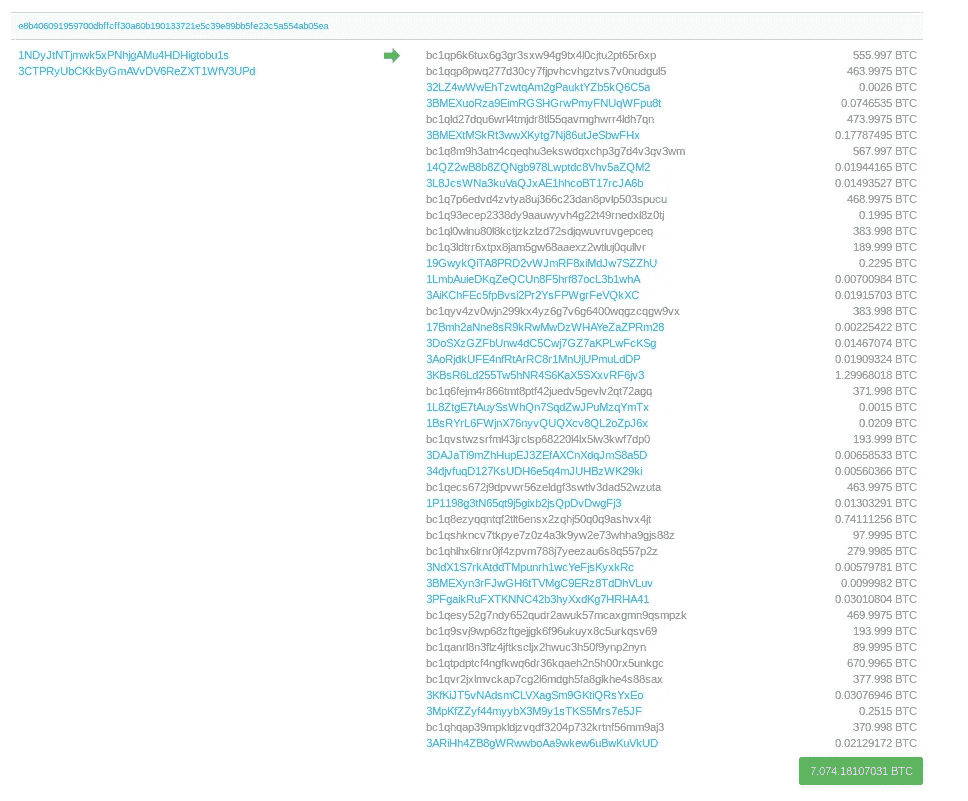 e8b406091959700dbffcff30a60b190133721e5c39e89bb5fe23c5a554ab05ea
1NDyJtNTjmwk5xPNhjgAMu4HDHigtobu1s
3CTPRyUbCKkByGmAVvDV6ReZXT1WfV3UPd
bc1qp6k6tux6g3gr3sxw94g9tx4l0cjtu2pt65r6xp 555.997 BTC
bc1qqp8pwq277d30cy7fjpvhcvhgztvs7v0nudgul5 463.9975 BTC
32LZ4wWwEhTzwtqAm2gPauktYZb5kQ6C5a 0.0026 BTC
3BMEXuoRza9EimRGSHGrwPmyFNUqWFpu8t 0.0746535 BTC
bc1qld27dqu6wrl4tmjdr8tl55qavmghwrr4ldh7qn 473.9975 BTC
3BMEXtMSkRt3wwXKytg7Nj86utJeSbwFHx 0.17787495 BTC
bc1q8m9h3atn4cqeqhu3ekswdqxchp3g7d4v3qv3wm 567.997 BTC
14QZ2wB8b8ZQNgb978Lwptdc8Vhv5aZQM2 0.01944165 BTC
3L8JcsWNa3kuVaQJxAE1hhcoBT17rcJA6b 0.01493527 BTC
bc1q7p6edvd4zvtya8uj366c23dan8pvlp503spucu 468.9975 BTC
bc1q93ecep2338dy9aauwyvh4g22t49rnedxl8z0tj 0.1995 BTC
bc1ql0wlnu80l8kctjzkzlzd72sdjqwuvruvgepceq 383.998 BTC
bc1q3ldtrr6xtpx8jam5gw68aaexz2wtluj0qullvr 189.999 BTC
19GwykQiTA8PRD2vWJmRF8xiMdJw7SZZhU 0.2295 BTC
1LmbAuieDKqZeQCUn8F5hrf87ocL3b1whA 0.00700984 BTC
3AiKChFEc5fpBvsi2Pr2YsFPWgrFeVQkXC 0.01915703 BTC
bc1qyv4zv0wjn299kx4yz6g7v6g6400wqgzcqgw9vx 383.998 BTC
17Bmh2aNne8sR9kRwMwDzWHAYeZaZPRm28 0.00225422 BTC
3DoSXzGZFbUnw4dC5Cwj7GZ7aKPLwFcKSg 0.01467074 BTC
3AoRjdkUFE4nfRtArRC8r1MnUjUPmuLdDP 0.01909324 BTC
3KBsR6Ld255Tw5hNR4S6KaX5SXxvRF6jv3 1.29968018 BTC
bc1q6fejm4r866tmt8ptf42juedv5gevlv2qt72agq 371.998 BTC
1L8ZtgE7tAuySsWhQn7SqdZwJPuMzqYmTx 0.0015 BTC
1BsRYrL6FWjnX76nyvQUQXcv8QL2oZpJ6x 0.0209 BTC
bc1qvstwzsrfml43jrclsp68220l4lx5lw3kwf7dp0 193.999 BTC
3DAJaTi9mZhHupEJ3ZEfAXCnXdqJmS8a5D 0.00658533 BTC
34djvfuqD127KsUDH6e5q4mJUHBzWK29ki 0.00560366 BTC
bc1qecs672j9dpvwr56zeldgf3swtlv3dad52wzuta 463.9975 BTC
1P1198g3tN65qt9j5gixb2jsQpDvDwgFj3 0.01303291 BTC
bc1q8ezyqqntqf2tlt6ensx2zqhj50q0q9ashvx4jt 0.74111256 BTC
bc1qshkncv7tkpye7z0z4a3k9yw2e73whha9gjs88z 97.9995 BTC
bc1qhlhx6lrnr0jf4zpvm788j7yeezau6s8q557p2z 279.9985 BTC
3NdX1S7rkAtddTMpunrh1wcYeFjsKyxkRc 0.00579781 BTC
3BMEXyn3rFJwGH6tTVMgC9ERz8TdDhVLuv 0.0099982 BTC
3PFgaikRuFXTKNNC42b3hyXxdKg7HRHA41 0.03010804 BTC
bc1qesy52g7ndy652qudr2awuk57mcaxgmn9qsmpzk 469.9975 BTC
bc1q9svj9wp68zftgejjgk6f96ukuyx8c5urkqsv69 193.999 BTC
bc1qanrl8n3flz4jftkscljx2hwuc3h50f9ynp2nyn 89.9995 BTC
bc1qtpdptcf4ngfkwq6dr36kqaeh2n5h00rx5unkgc 670.9965 BTC
bc1qvr2jxlmvckap7cg2l6mdgh5fa8glkhe4s88sax 377.998 BTC
3KfKiJT5vNAdsmCLVXagSm9GKtiQRsYxEo 0.03076946 BTC
3MpKfZZyf44myybX3M9y1sTKS5Mrs7e5JF 0.2515 BTC
bc1qhqap39mpkldjzvqdf3204p732krtnf56mm9aj3 370.998 BTC
3ARiHh4ZB8gWRwwboAa9wkew6uBwKuVkUD 0.02129172 BTC
7.074.18107031 BTC